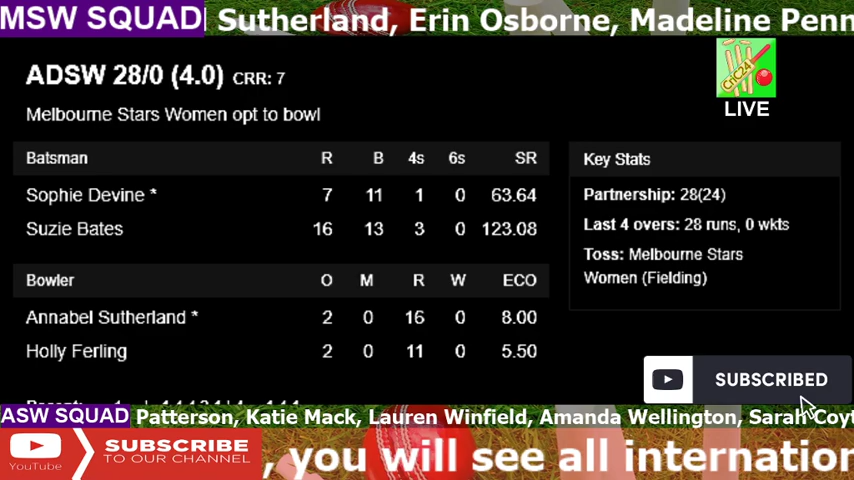 MSW SQUAD Sutherland, Erin Osborne, Madeline Penn
ADSW 28/0 (4.0) CRR: 7
CriC24
LIVE
Melbourne Stars Women opt to bowl
Batsman R B 4s 6s SR
Sophie Devine * 7 11 1 0 63.64
Suzie Bates 16 13 3 0 123.08
Key Stats
Partnership: 28(24)
Last 4 overs: 28 runs, 0 wkts
Toss: Melbourne Stars
Women (Fielding)
Bowler O M R W ECO
Annabel Sutherland * 2 0 16 0 8.00
Holly Ferling 2 0 11 0 5.50
SUBSCRIBED
ASW SQUAD Patterson, Katie Mack, Lauren Winfield, Amanda Wellington, Sarah Coyt
YouTube
SUBSCRIBE
TO OUR CHANNEL
, you will see all internation